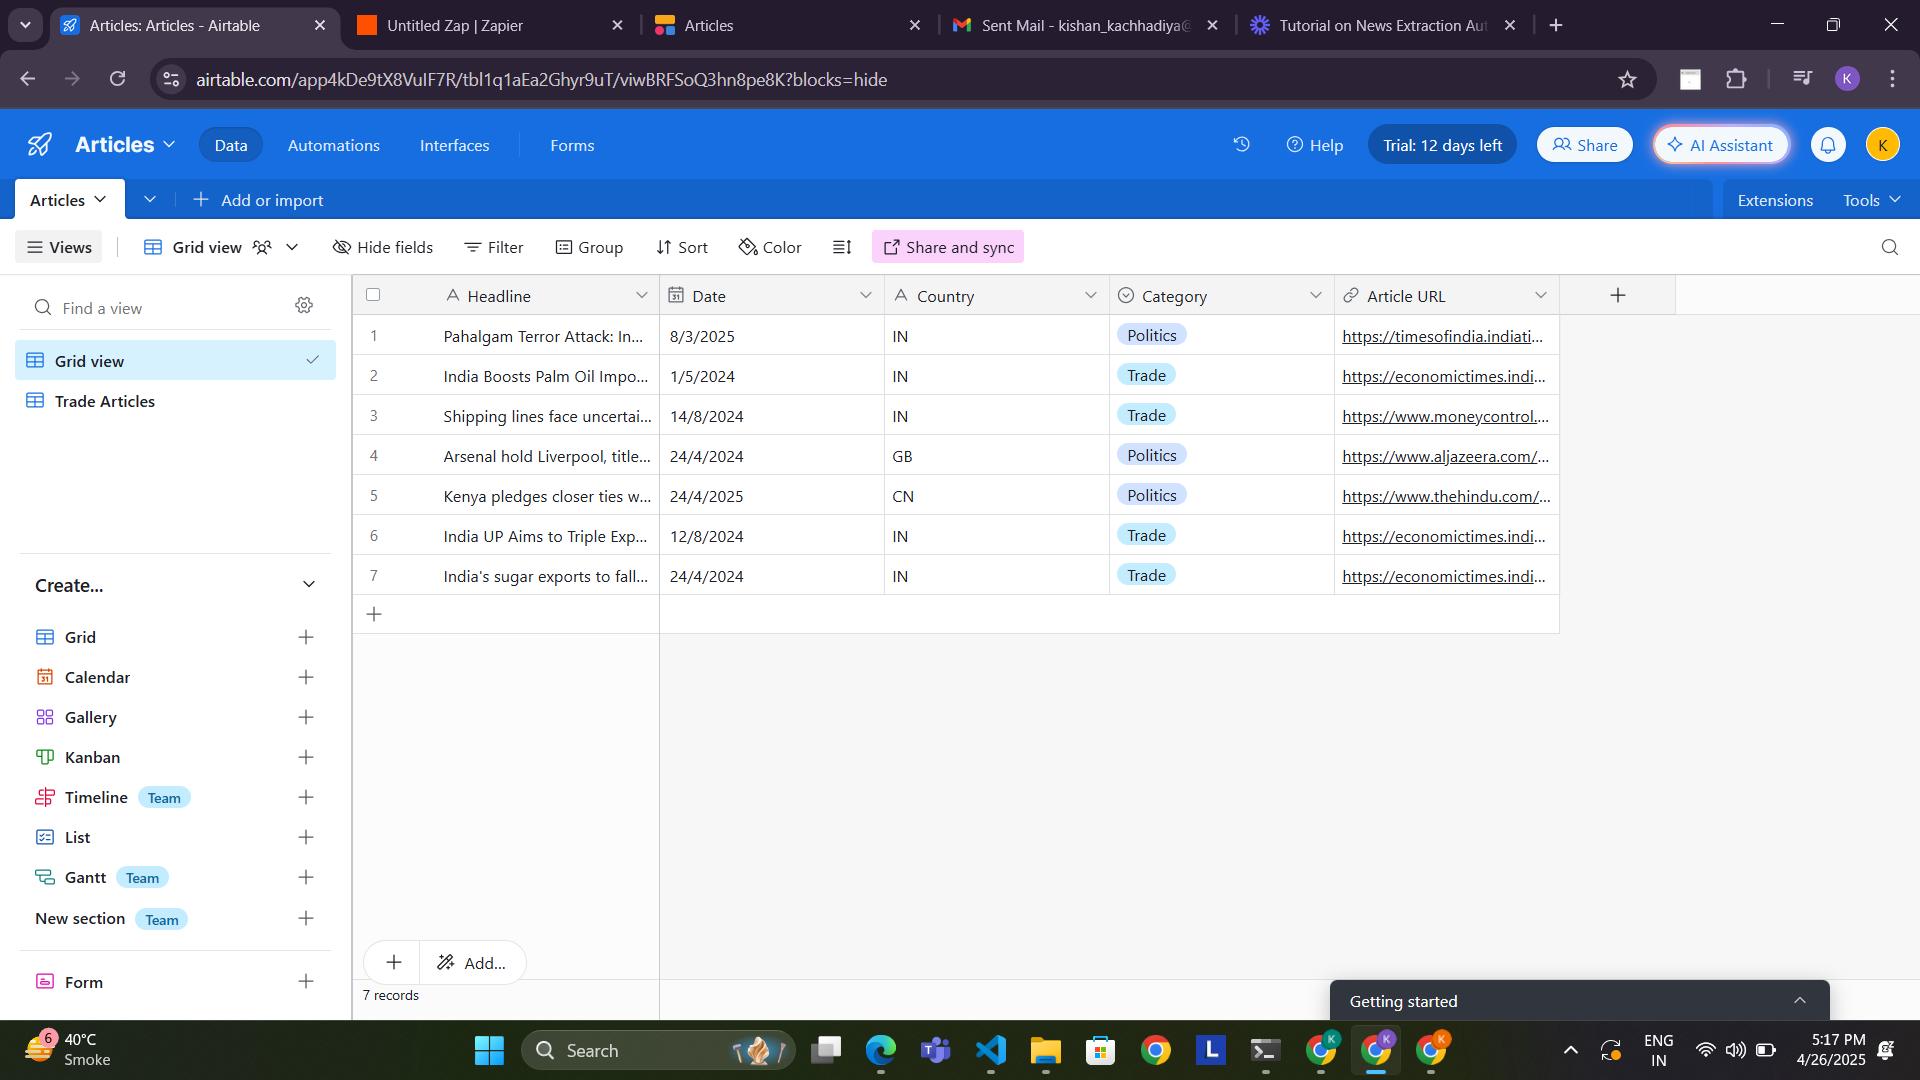 Articles: Articles - Airtable
Untitled Zap | Zapier
Articles
Sent Mail - kishan_kachhadiya@
Tutorial on News Extraction Aut
airtable.com/app4kDe9tX8VuIF7R/tbl1q1aEa2Ghyr9uT/viwBRFSoQ3hn8pe8K?blocks=hide
K
Articles
Data
Automations
Interfaces
Forms
Help
Trial: 12 days left
Share
AI Assistant
K
Articles
Add or import
Extensions
Tools
Views
Grid view
Hide fields
Filter
Group
Sort
Color
Share and sync
Find a view
Grid view
Trade Articles
Create...
Grid
Calendar
Gallery
Kanban
Timeline Team
List
Gantt Team
New section Team
Form
Headline Date Country Category Article URL
1 Pahalgam Terror Attack: In... 8/3/2025 IN Politics https://timesofindia.indiati...
2 India Boosts Palm Oil Impo... 1/5/2024 IN Trade https://economictimes.indi...
3 Shipping lines face uncertai... 14/8/2024 IN Trade https://www.moneycontrol....
4 Arsenal hold Liverpool, title... 24/4/2024 GB Politics https://www.aljazeera.com/...
5 Kenya pledges closer ties w... 24/4/2025 CN Politics https://www.thehindu.com/...
6 India UP Aims to Triple Exp... 12/8/2024 IN Trade https://economictimes.indi...
7 India's sugar exports to fall... 24/4/2024 IN Trade https://economictimes.indi...
Add...
7 records
Getting started
6
40°C
Smoke
Search
L
K
K
K
ENG
IN
5:17 PM
4/26/2025